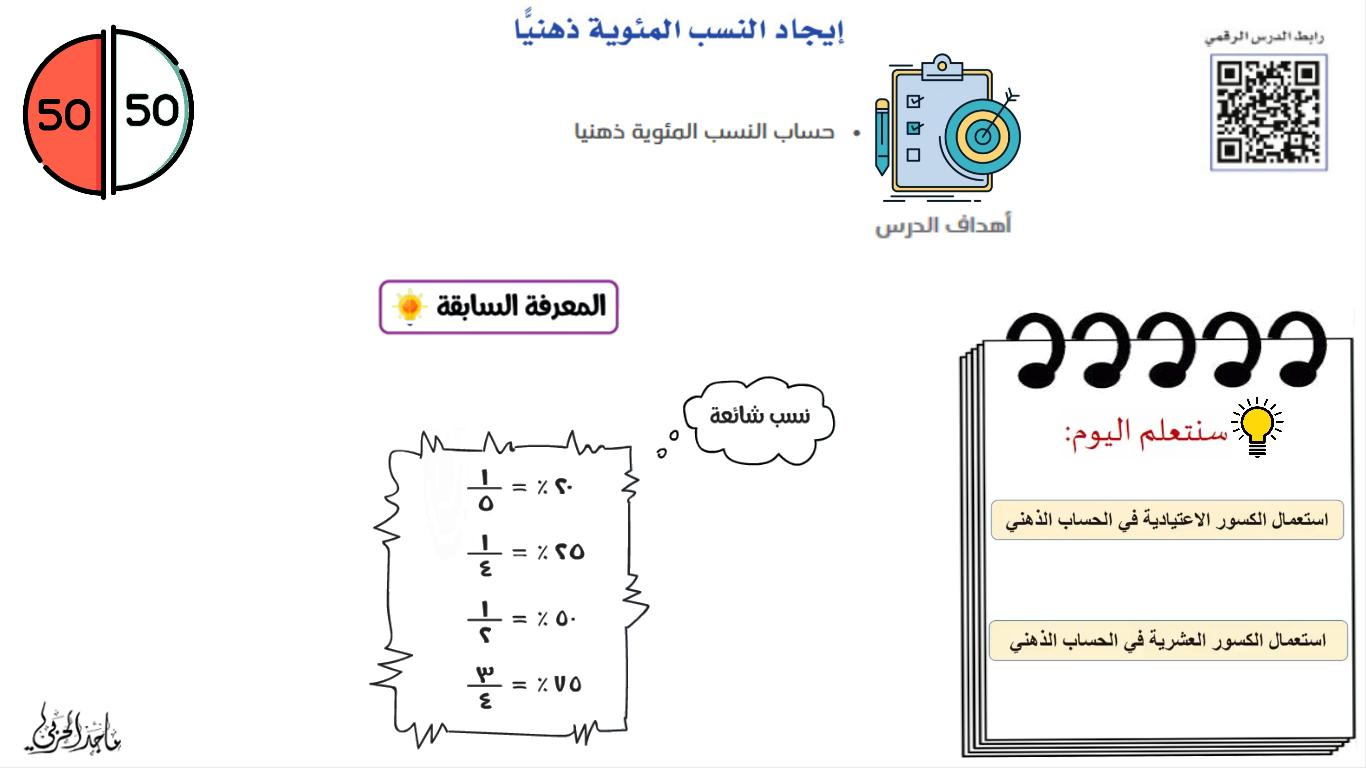 إيجاد النسب المئوية ذهنيًّا
رابط الدرس الرقمي
50 50
• حساب النسب المئوية ذهنيا
أهداف الدرس
المعرفة السابقة
نسب شائعة
٢٠ ٪ = ١/٥
٢٥ ٪ = ١/٤
٥٠ ٪ = ١/٢
٧٥ ٪ = ٣/٤
سنتعلم اليوم:
استعمال الكسور الاعتيادية في الحساب الذهني
استعمال الكسور العشرية في الحساب الذهني
ماجد الحربي